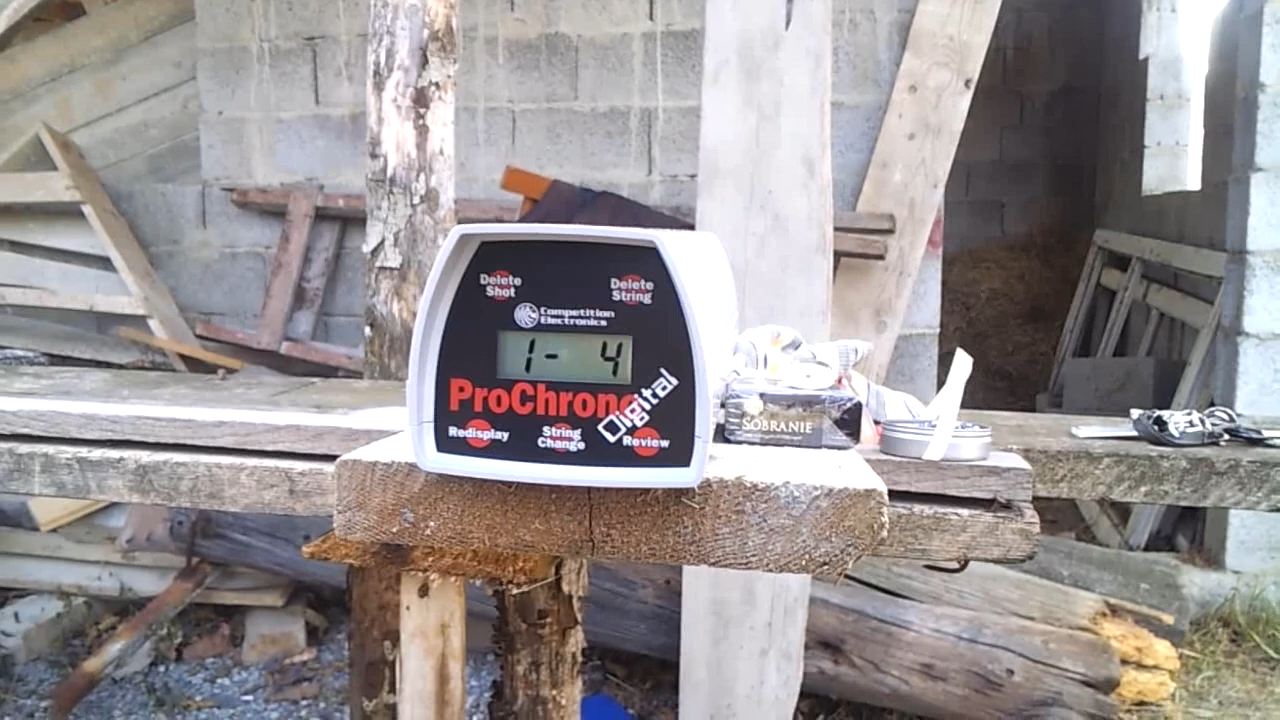 Delete
Shot
Delete
String
Competition
Electronics
1- 4
ProChrono
Digital
Redisplay
String
Change
Review
SOBRANIE